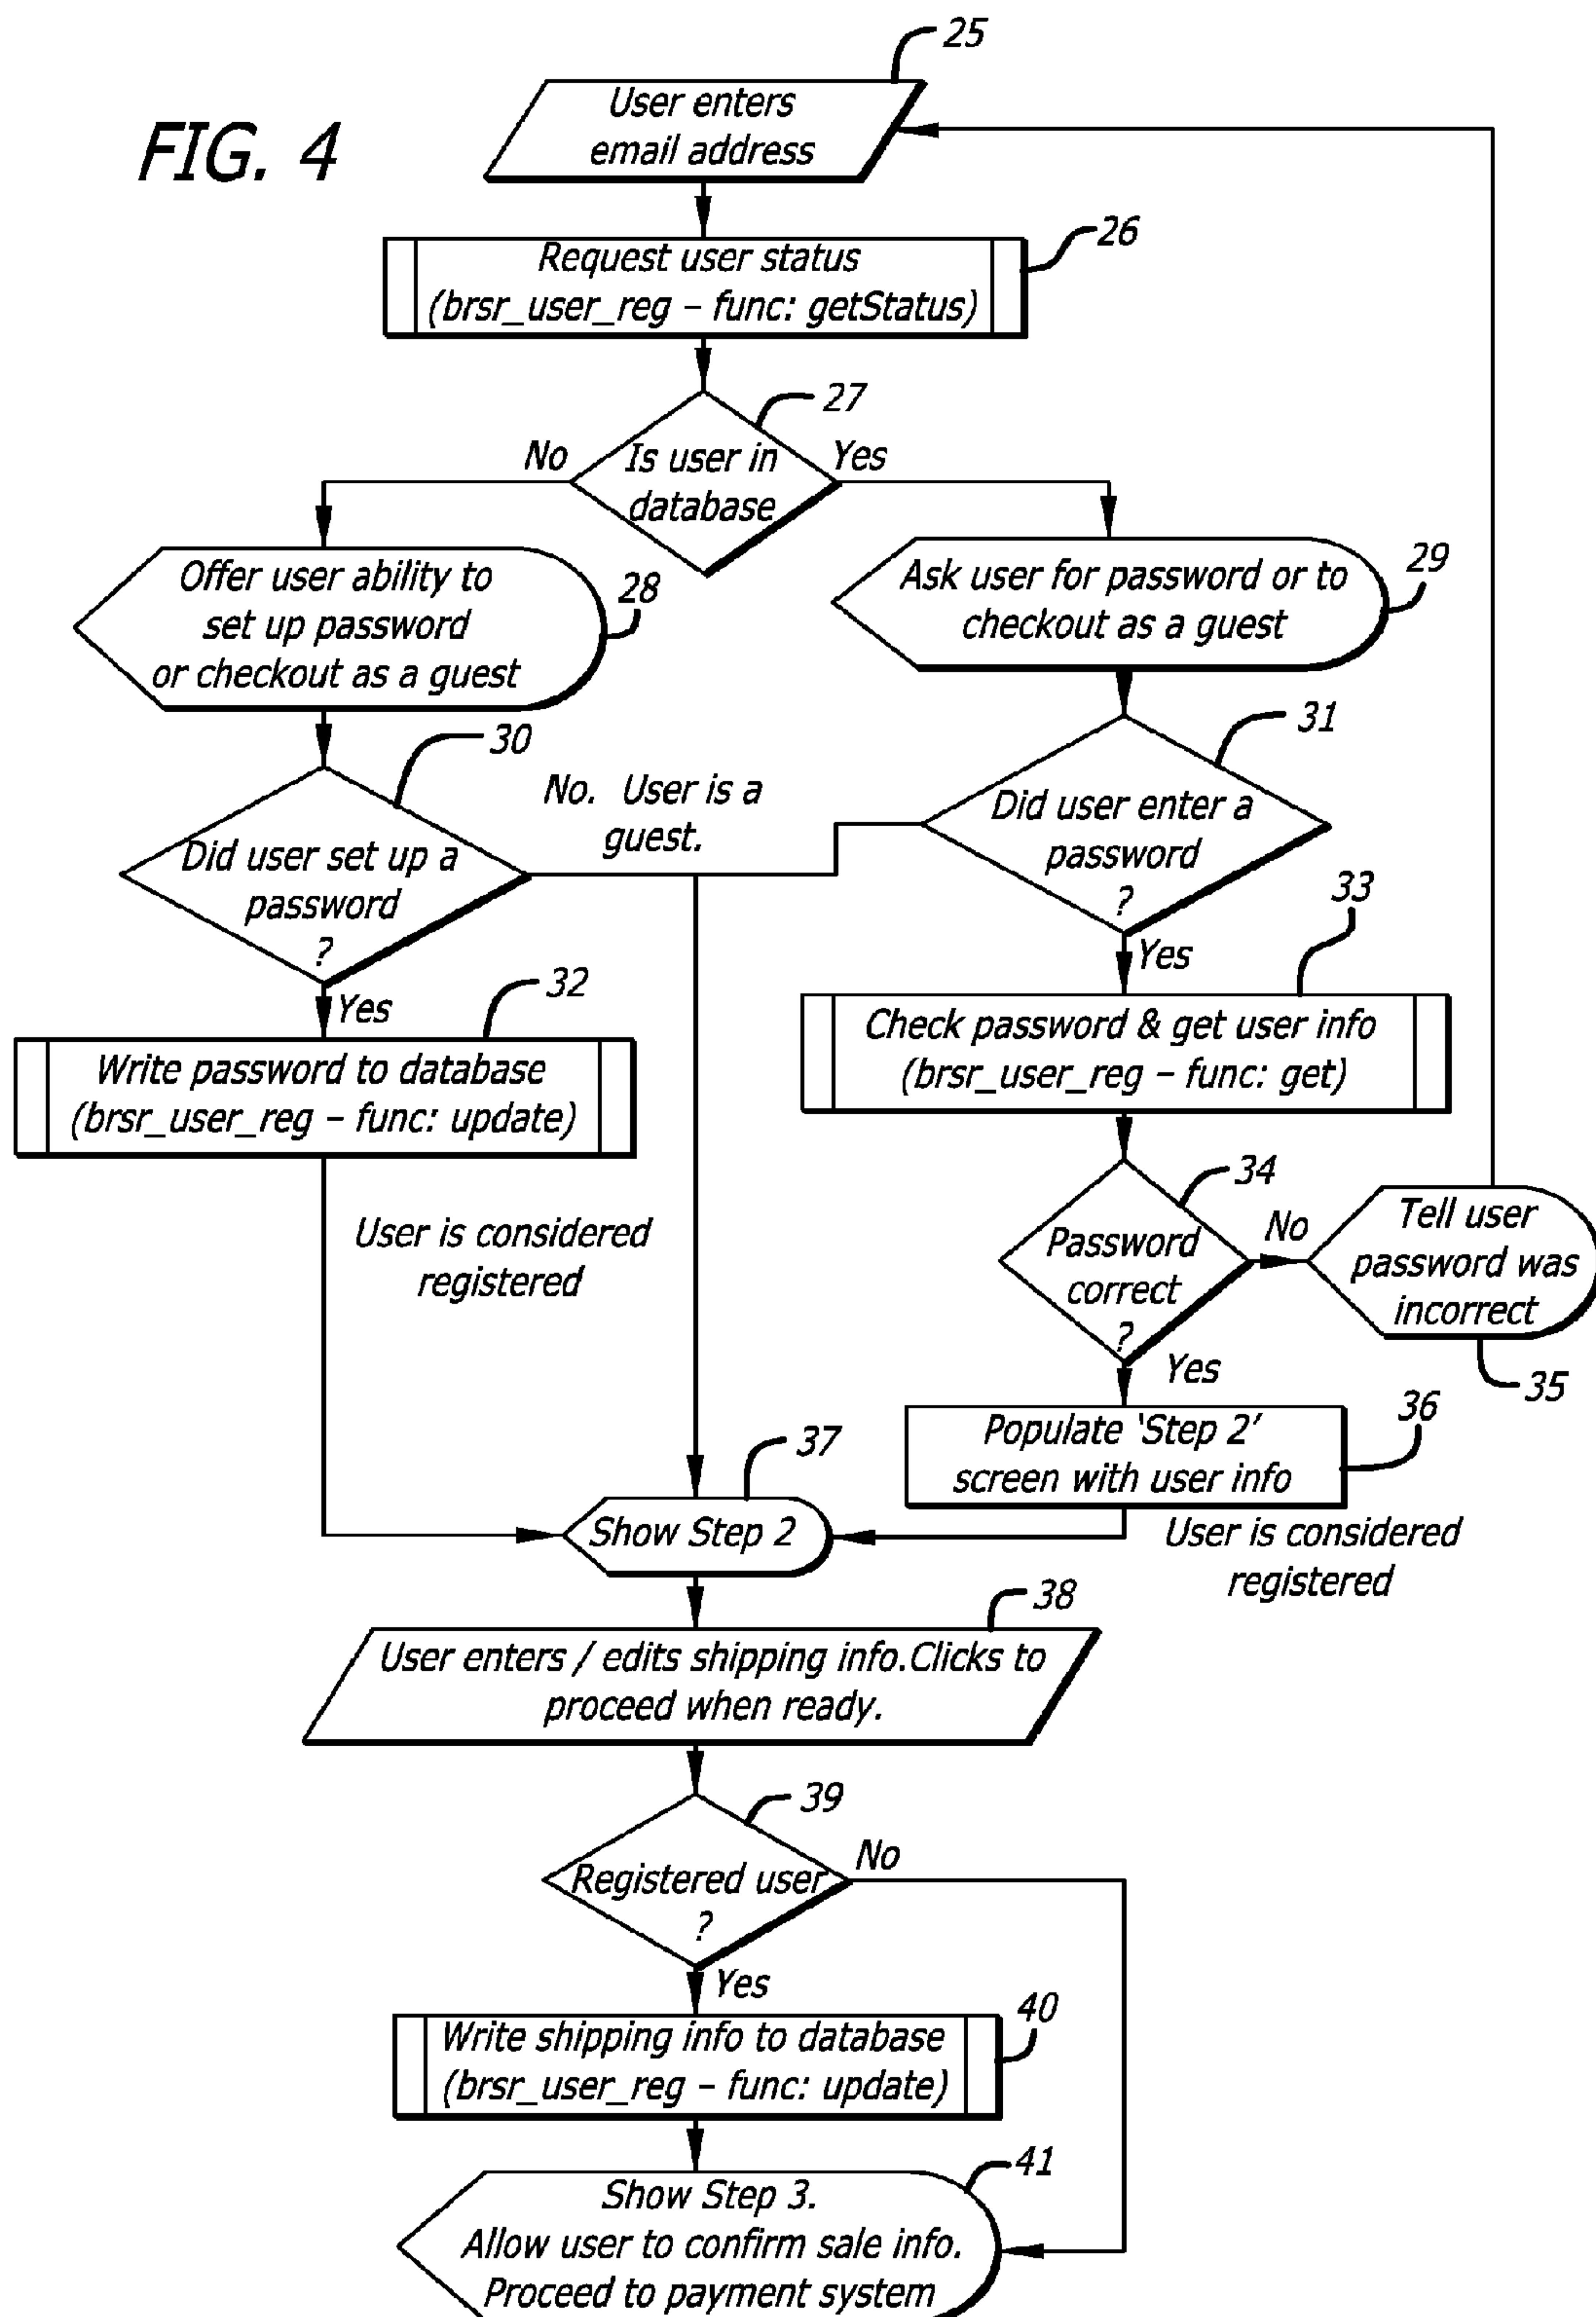 25
FIG. 4
User enters
email address
26
Request user status
(brsr_user_reg – func: getStatus)
27
No
Is user in
database
Yes
28
Offer user ability to
set up password
or checkout as a guest
29
Ask user for password or to
checkout as a guest
30
Did user set up a
password
?
No. User is a
guest.
31
Did user enter a
password
?
Yes
32
Write password to database
(brsr_user_reg – func: update)
Yes
33
Check password & get user info
(brsr_user_reg – func: get)
User is considered
registered
34
Password
correct
?
No
Tell user
password was
incorrect
35
Yes
36
Populate ‘Step 2’
screen with user info
37
Show Step 2
User is considered
registered
38
User enters / edits shipping info.Clicks to
proceed when ready.
39
Registered user
?
No
Yes
40
Write shipping info to database
(brsr_user_reg – func: update)
41
Show Step 3.
Allow user to confirm sale info.
Proceed to payment system